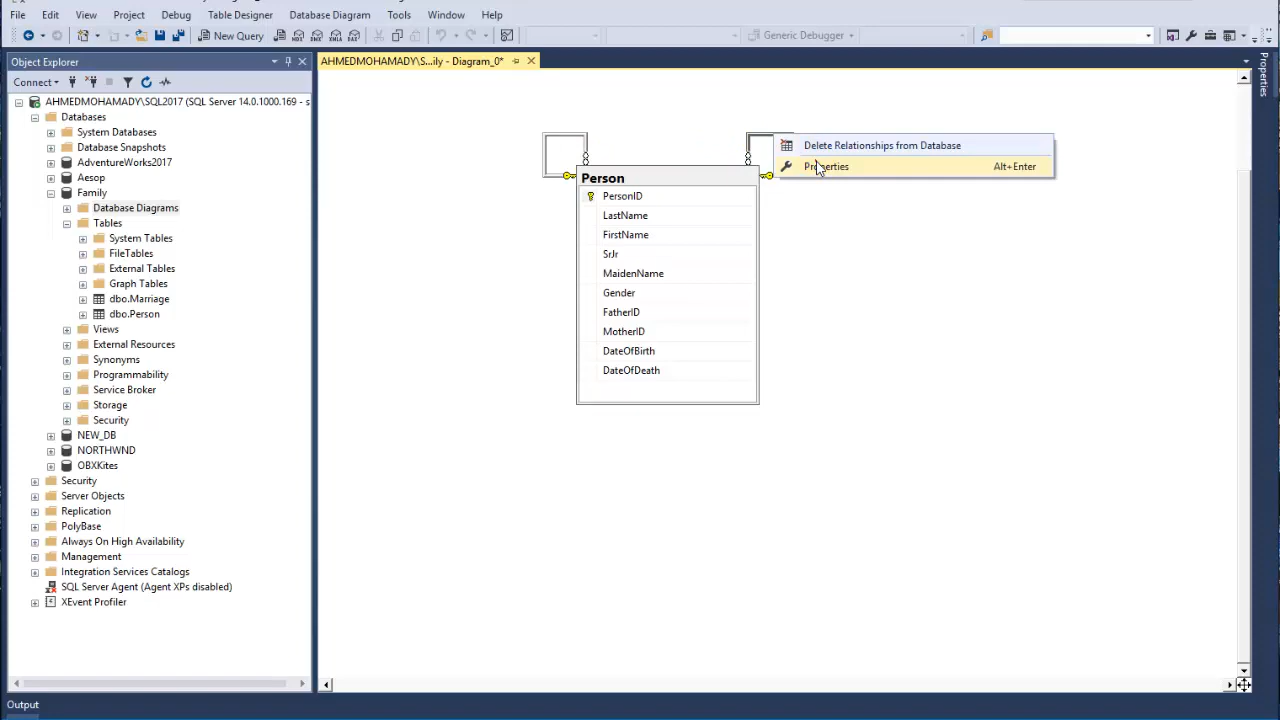 File Edit View Project Debug Table Designer Database Diagram Tools Window Help
New Query MDX DMX XMLA DAX Generic Debugger
Object Explorer
AHMEDMOHAMADY\S...ily - Diagram_0*
Properties
Connect
AHMEDMOHAMADY\SQL2017 (SQL Server 14.0.1000.169 - s
Databases
System Databases
Database Snapshots
AdventureWorks2017
Aesop
Family
Database Diagrams
Tables
System Tables
FileTables
External Tables
Graph Tables
dbo.Marriage
dbo.Person
Views
External Resources
Synonyms
Programmability
Service Broker
Storage
Security
NEW_DB
NORTHWND
OBXKites
Security
Server Objects
Replication
PolyBase
Always On High Availability
Management
Integration Services Catalogs
SQL Server Agent (Agent XPs disabled)
XEvent Profiler
Delete Relationships from Database
Properties Alt+Enter
Person
PersonID
LastName
FirstName
SrJr
MaidenName
Gender
FatherID
MotherID
DateOfBirth
DateOfDeath
Output